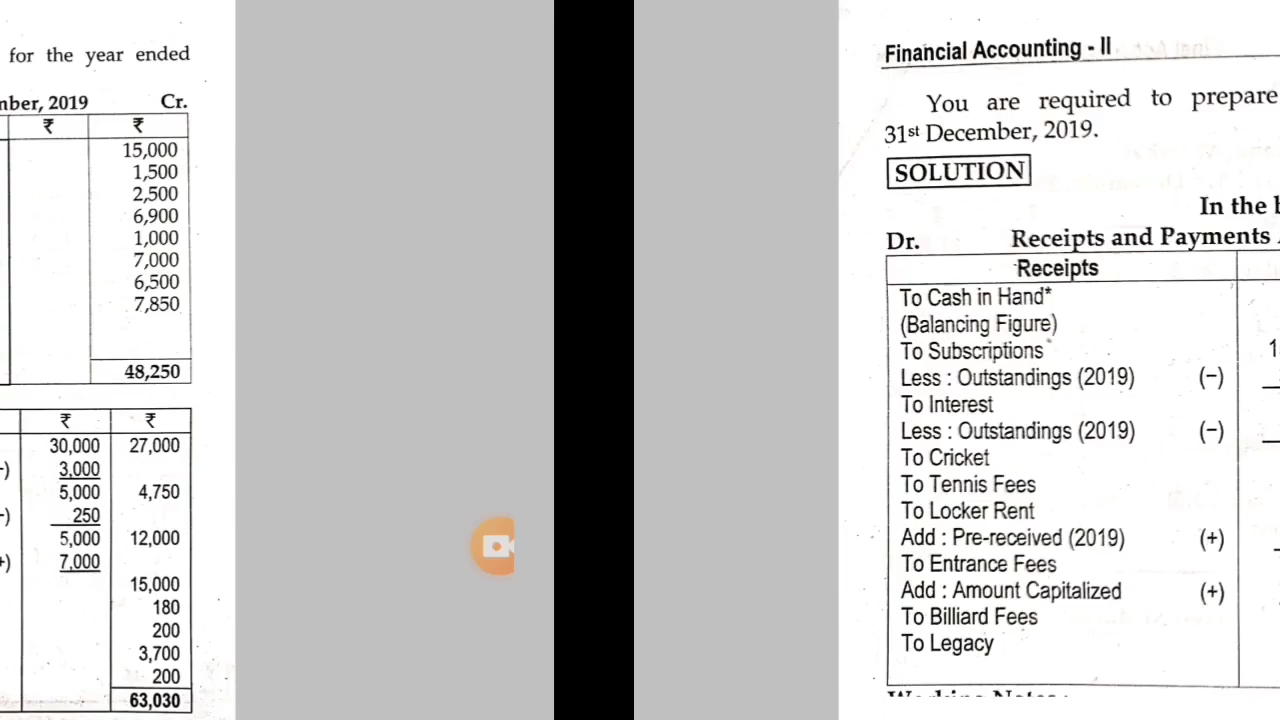 for the year ended
mber, 2019 Cr.
₹ ₹
15,000
1,500
2,500
6,900
1,000
7,000
6,500
7,850
48,250
₹ ₹
30,000 27,000
-) 3,000
5,000 4,750
-) 250
5,000 12,000
+) 7,000
15,000
180
200
3,700
200
63,030
Financial Accounting - II
You are required to prepare
31st December, 2019.
SOLUTION
In the b
Dr. Receipts and Payments
Receipts
To Cash in Hand*
(Balancing Figure)
To Subscriptions
1
Less : Outstandings (2019) (–)
To Interest
Less : Outstandings (2019) (–)
To Cricket
To Tennis Fees
To Locker Rent
Add : Pre-received (2019) (+)
To Entrance Fees
Add : Amount Capitalized (+)
To Billiard Fees
To Legacy
Working Notes :